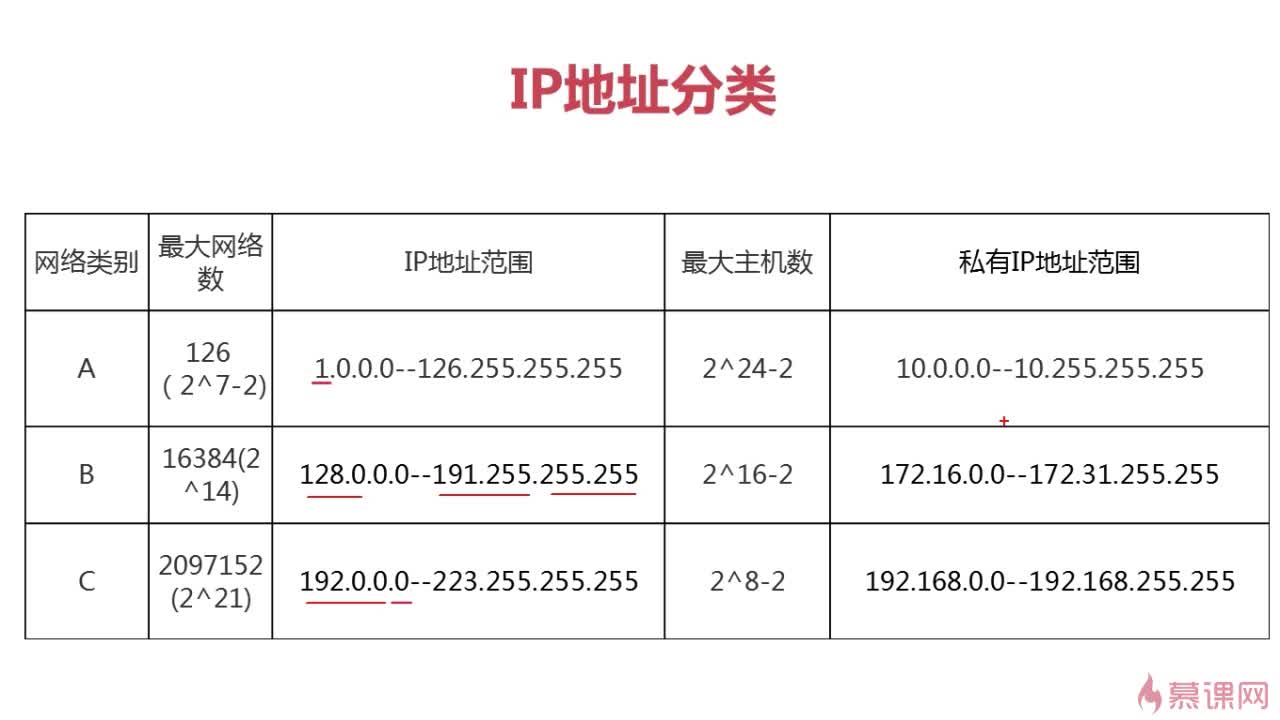 IP地址分类
网络类别
最大网络
数
IP地址范围
最大主机数
私有IP地址范围
A
126
( 2^7-2)
1.0.0.0--126.255.255.255
2^24-2
10.0.0.0--10.255.255.255
B
16384(2
^14)
128.0.0.0--191.255.255.255
2^16-2
172.16.0.0--172.31.255.255
C
2097152
(2^21)
192.0.0.0--223.255.255.255
2^8-2
192.168.0.0--192.168.255.255
慕课网